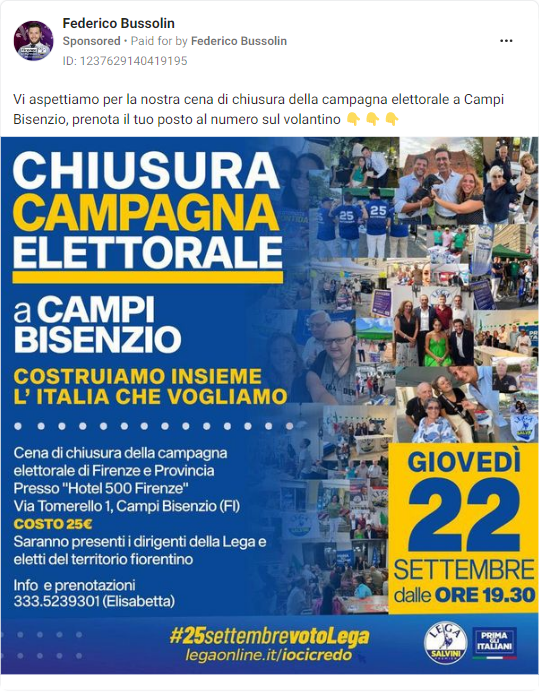 Federico Bussolin
Sponsored • Paid for by Federico Bussolin
ID: 1237629140419195
Vi aspettiamo per la nostra cena di chiusura della campagna elettorale a Campi
Bisenzio, prenota il tuo posto al numero sul volantino 👇👇👇
CHIUSURA
CAMPAGNA
ELETTORALE
a CAMPI
BISENZIO
COSTRUIAMO INSIEME
L' ITALIA CHE VOGLIAMO
Cena di chiusura della campagna
elettorale di Firenze e Provincia
Presso "Hotel 500 Firenze"
Via Tomerello 1, Campi Bisenzio (FI)
COSTO 25€
Saranno presenti i dirigenti della Lega e
eletti del territorio fiorentino
Info e prenotazioni
333.5239301 (Elisabetta)
25
25
GIOVEDÌ
22
SETTEMBRE
dalle ORE 19.30
#25settembrevotoLega
legaonline.it/iocicredo
LEGA
SALVINI
PRIMA
GLI
ITALIANI